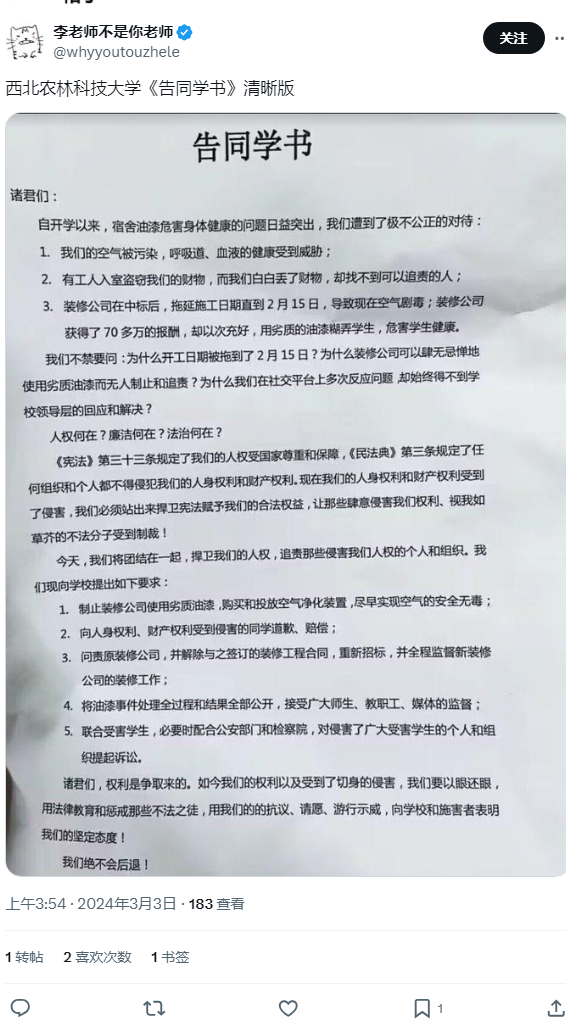 李老师不是你老师
@whyyoutouzhele
关注
西北农林科技大学《告同学书》清晰版
告同学书
诸君们：
自开学以来，宿舍油漆危害身体健康的问题日益突出，我们遭到了极不公正的对待：
1. 我们的空气被污染，呼吸道、血液的健康受到威胁；
2. 有工人入室盗窃我们的财物，而我们白白丢了财物，却找不到可以追责的人；
3. 装修公司在中标后，拖延施工日期直到 2 月 15 日，导致现在空气剧毒；装修公司
获得了 70 多万的报酬，却以次充好，用劣质的油漆糊弄学生，危害学生健康。
我们不禁要问：为什么开工日期被拖到了 2 月 15 日？为什么装修公司可以肆无忌惮地
使用劣质油漆而无人制止和追责？为什么我们在社交平台上多次反应问题，却始终得不到学
校领导层的回应和解决？
人权何在？廉洁何在？法治何在？
《宪法》第三十三条规定了我们的人权受国家尊重和保障，《民法典》第三条规定了任
何组织和个人都不得侵犯我们的人身权利和财产权利。现在我们的人身权利和财产权利受到
了侵害，我们必须站出来捍卫宪法赋予我们的合法权益，让那些肆意侵害我们权利、视我如
草芥的不法分子受到制裁！
今天，我们将团结在一起，捍卫我们的人权，追责那些侵害我们人权的个人和组织。我
们现向学校提出如下要求：
1. 制止装修公司使用劣质油漆，购买和投放空气净化装置，尽早实现空气的安全无毒；
2. 向人身权利、财产权利受到侵害的同学道歉、赔偿；
3. 问责原装修公司，并解除与之签订的装修工程合同，重新招标，并全程监督新装修
公司的装修工作；
4. 将油漆事件处理全过程和结果全部公开，接受广大师生、教职工、媒体的监督；
5. 联合受害学生，必要时配合公安部门和检察院，对侵害了广大受害学生的个人和组
织提起诉讼。
诸君们，权利是争取来的。如今我们的权利以及受到了切身的侵害，我们要以眼还眼，
用法律教育和惩戒那些不法之徒，用我们的的抗议、请愿、游行示威，向学校和施害者表明
我们的坚定态度！
我们绝不会后退！
上午3:54 · 2024年3月3日 · 183 查看
1 转帖 2 喜欢次数 1 书签
1